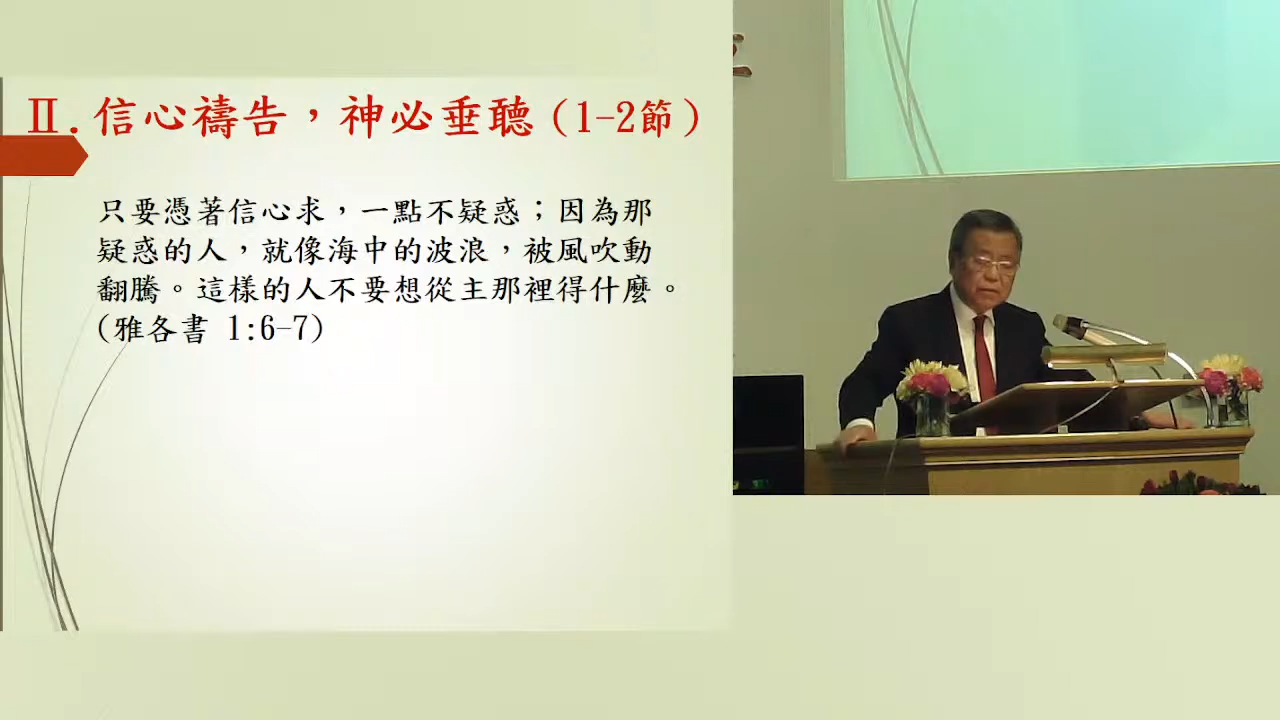 Ⅱ.信心禱告，神必垂聽(1-2節)
只要憑著信心求，一點不疑惑；因為那
疑惑的人，就像海中的波浪，被風吹動
翻騰。這樣的人不要想從主那裡得什麼。
(雅各書 1:6-7)